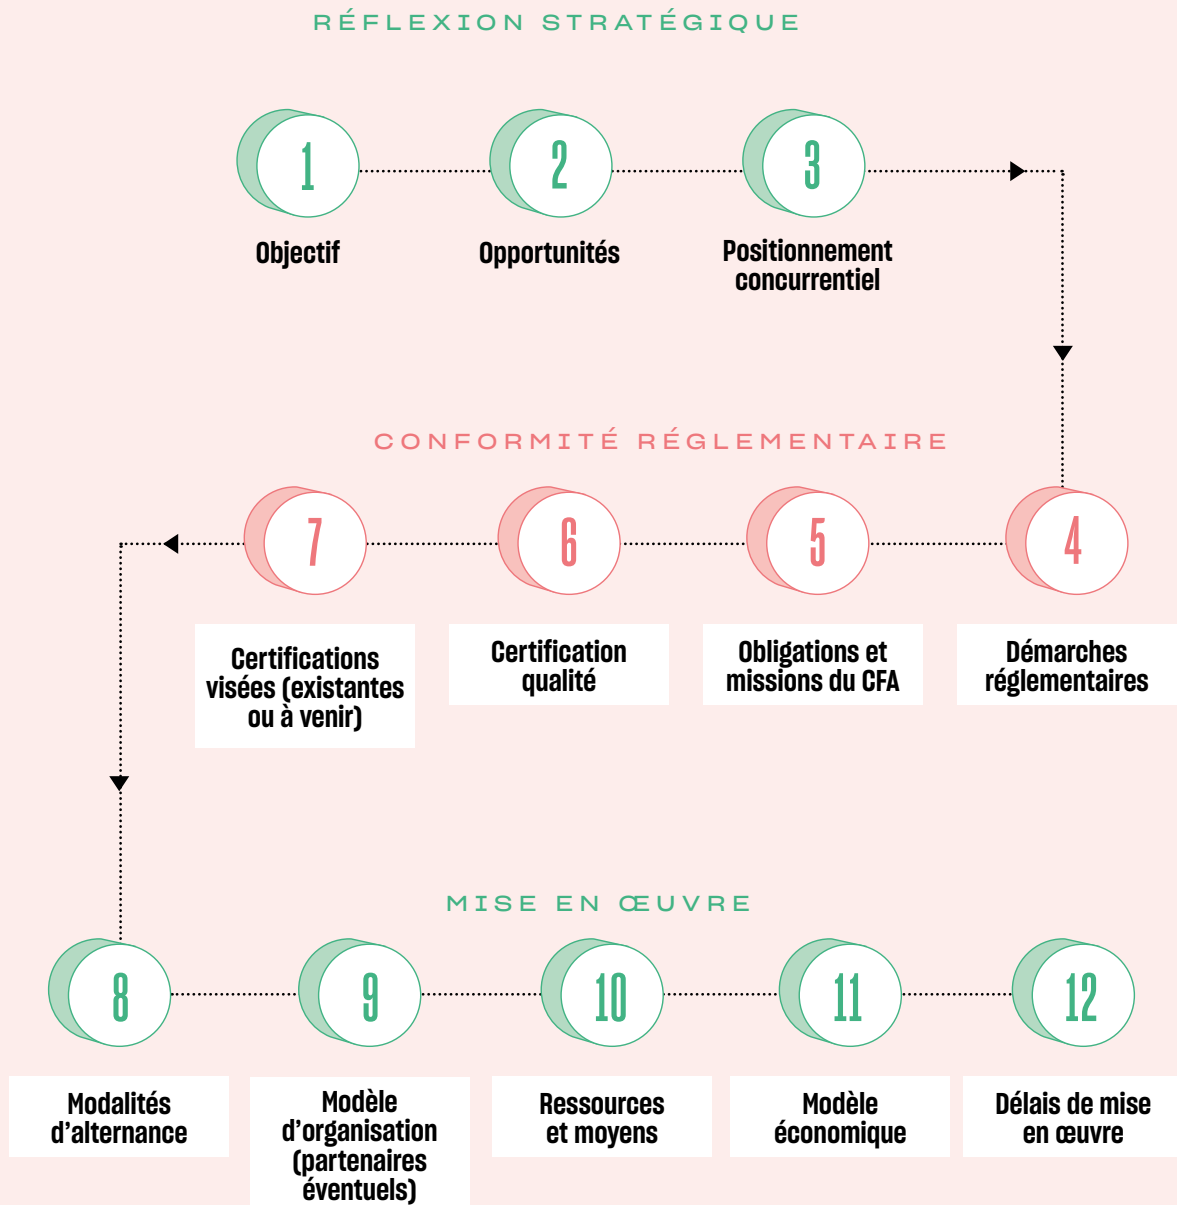 RÉFLEXION STRATÉGIQUE
1
2
3
Objectif
Opportunités
Positionnement
concurrentiel
CONFORMITÉ RÉGLEMENTAIRE
7
6
5
4
Certifications
visées (existantes
ou à venir)
Certification
qualité
Obligations et
missions du CFA
Démarches
réglementaires
MISE EN ŒUVRE
8
9
10
11
12
Modalités
d’alternance
Modèle
d’organisation
(partenaires
éventuels)
Ressources
et moyens
Modèle
économique
Délais de mise
en œuvre